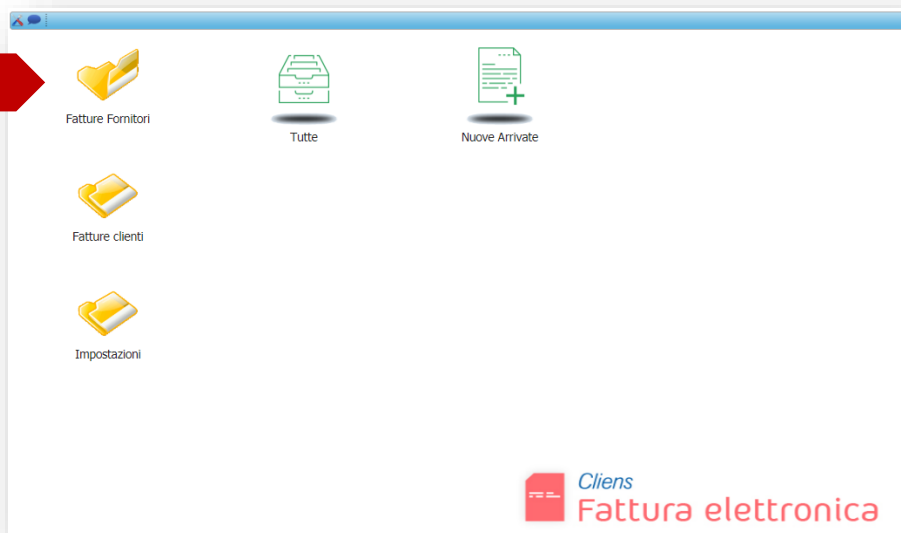 Fatture Fornitori
Tutte
Nuove Arrivate
Fatture clienti
Impostazioni
Cliens
Fattura elettronica